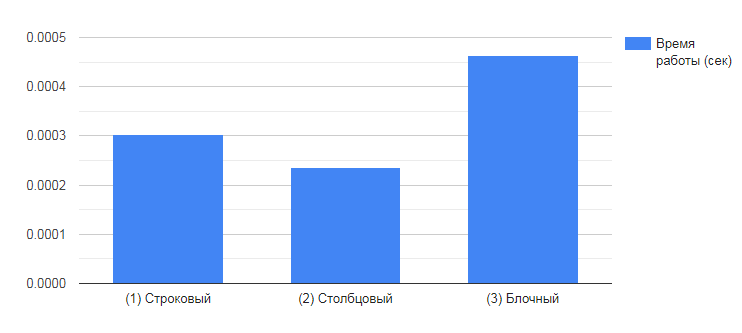 0.0005
0.0004
0.0003
0.0002
0.0001
0.0000
(1) Строковый
(2) Столбцовый
(3) Блочный
Время
работы (сек)